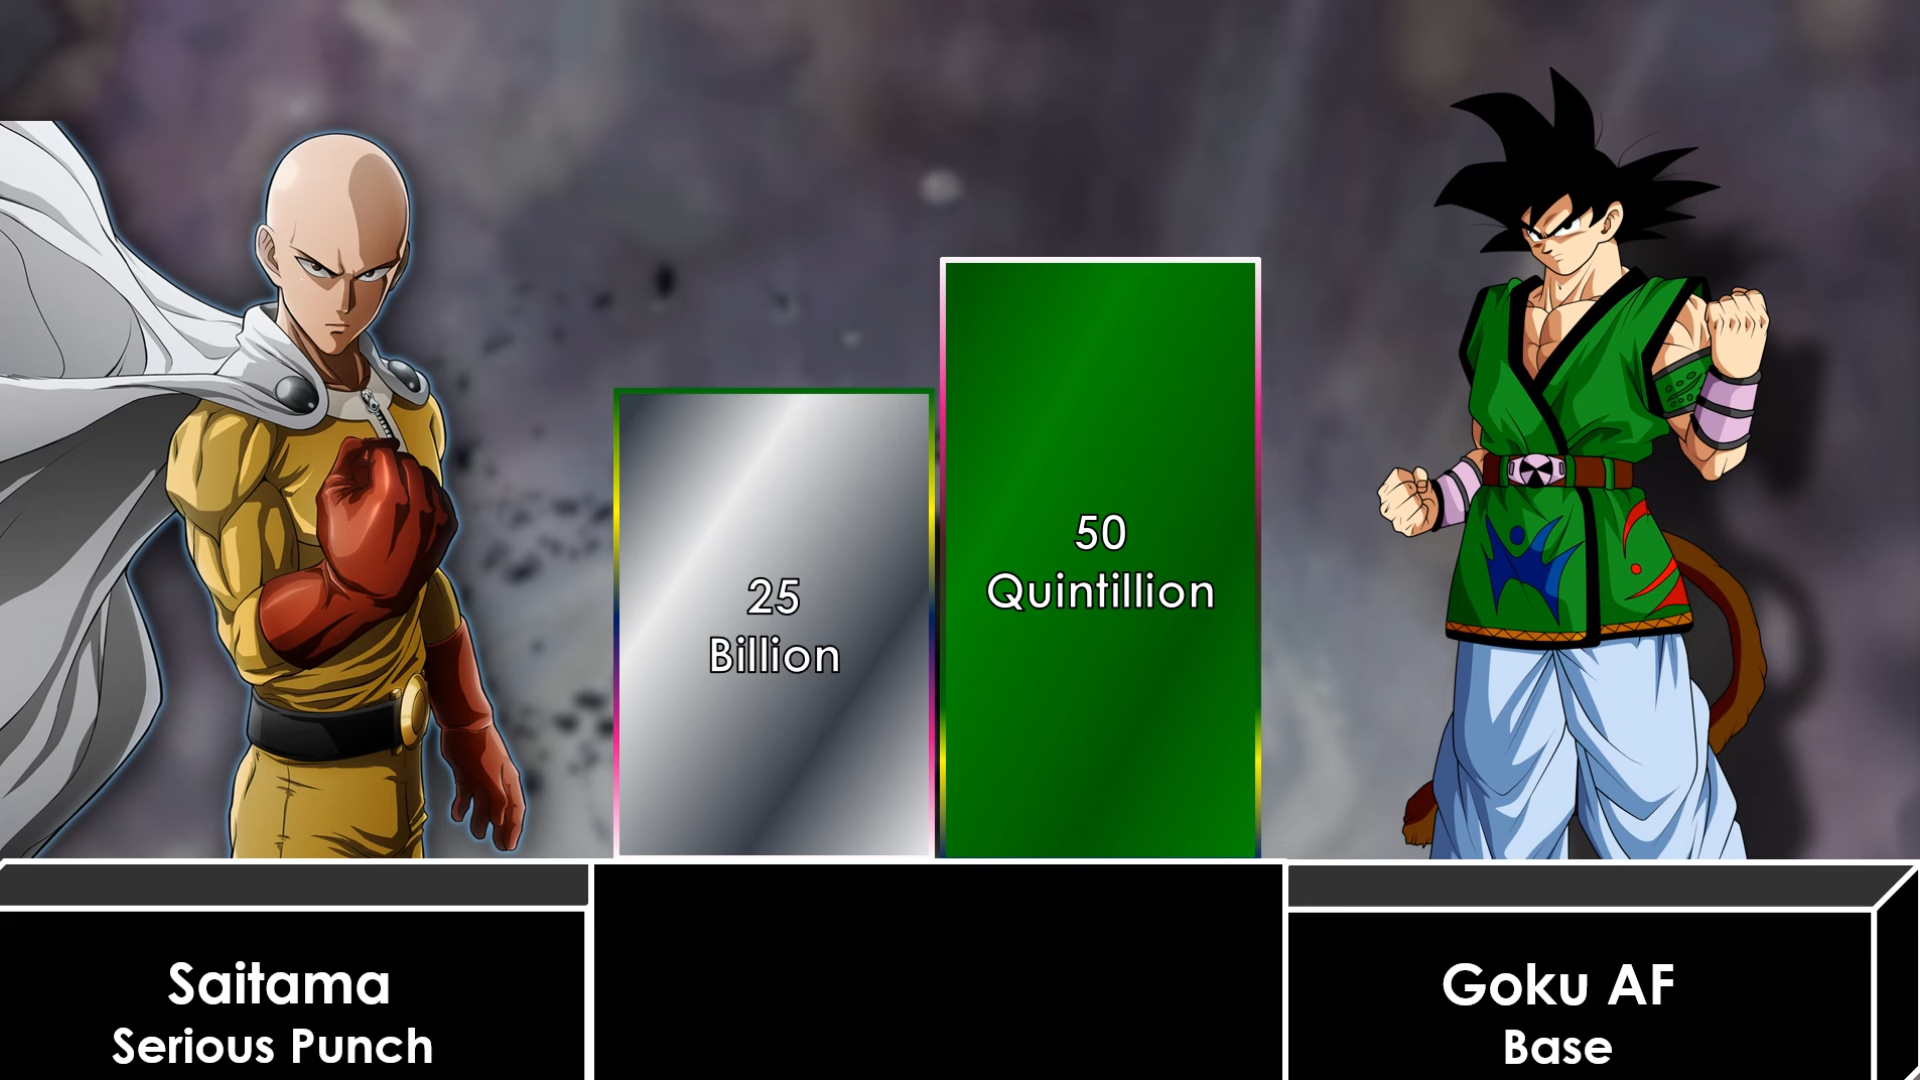 25
Billion
50
Quintillion
Saitama
Serious Punch
Goku AF
Base